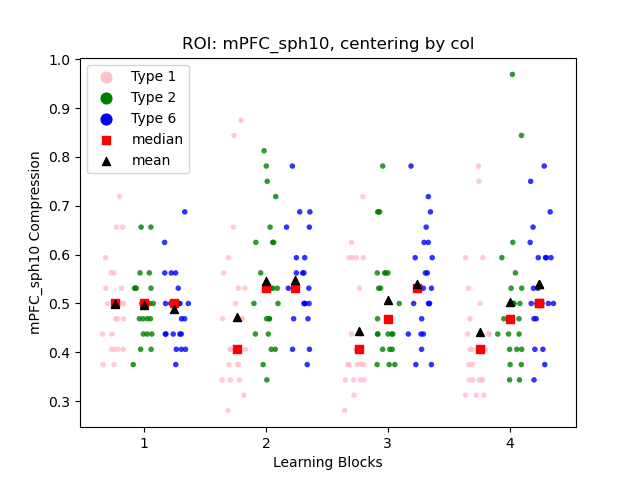 ROI: mPFC_sph10, centering by col
1.0
0.9
0.8
0.7
0.6
0.5
0.4
0.3
mPFC_sph10 Compression
Type 1
Type 2
Type 6
median
mean
1
2
3
4
Learning Blocks